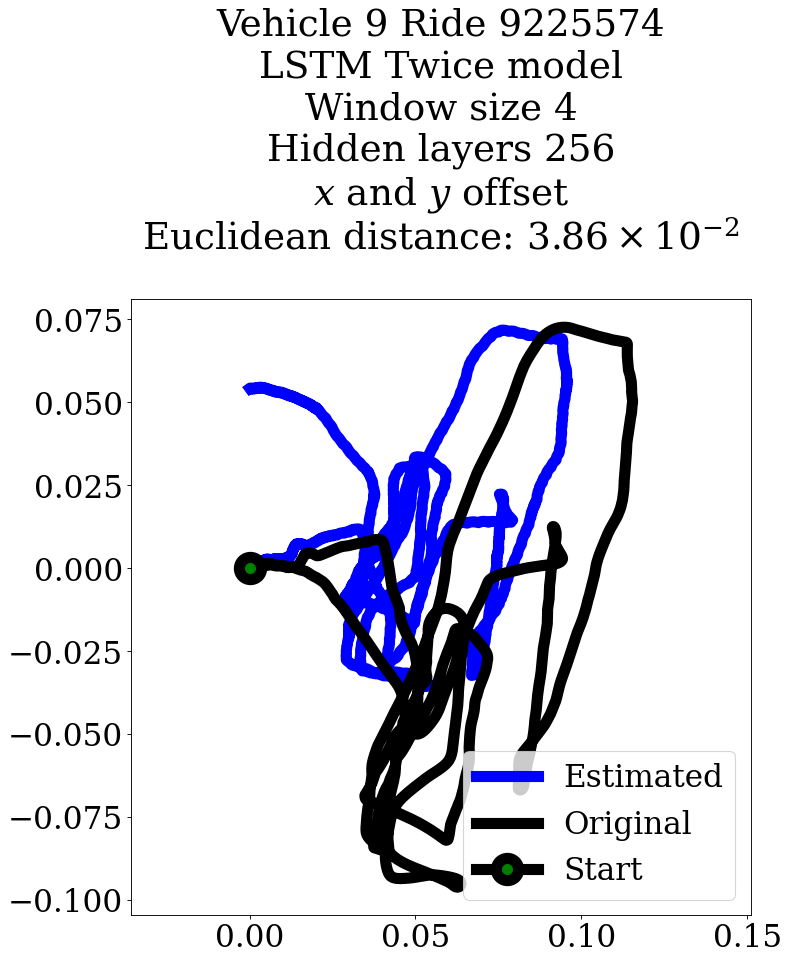 Vehicle 9 Ride 9225574
LSTM Twice model
Window size 4
Hidden layers 256
x and y offset
Euclidean distance: 3.86 × 10⁻²
0.075
0.050
0.025
0.000
−0.025
−0.050
−0.075
−0.100
Estimated
Original
Start
0.00 0.05 0.10 0.15